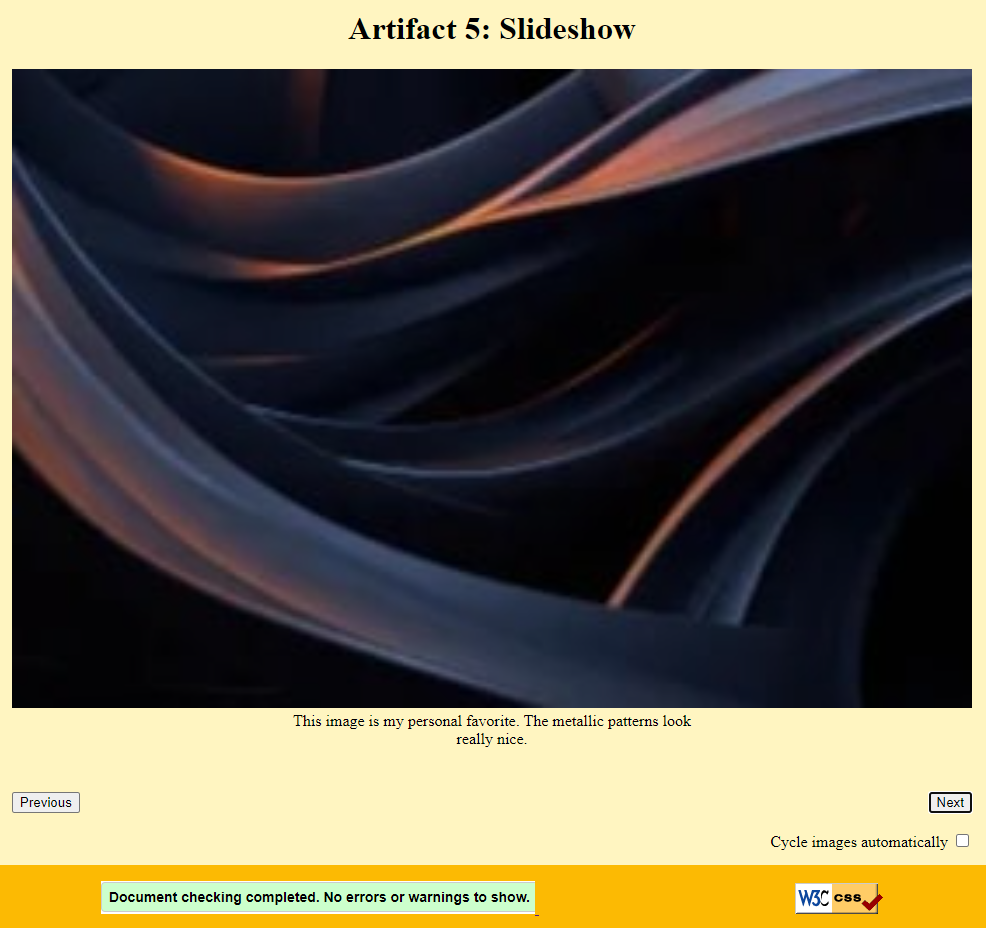 Artifact 5: Slideshow
This image is my personal favorite. The metallic patterns look
really nice.
Previous
Next
Cycle images automatically
Document checking completed. No errors or warnings to show.
W3C css